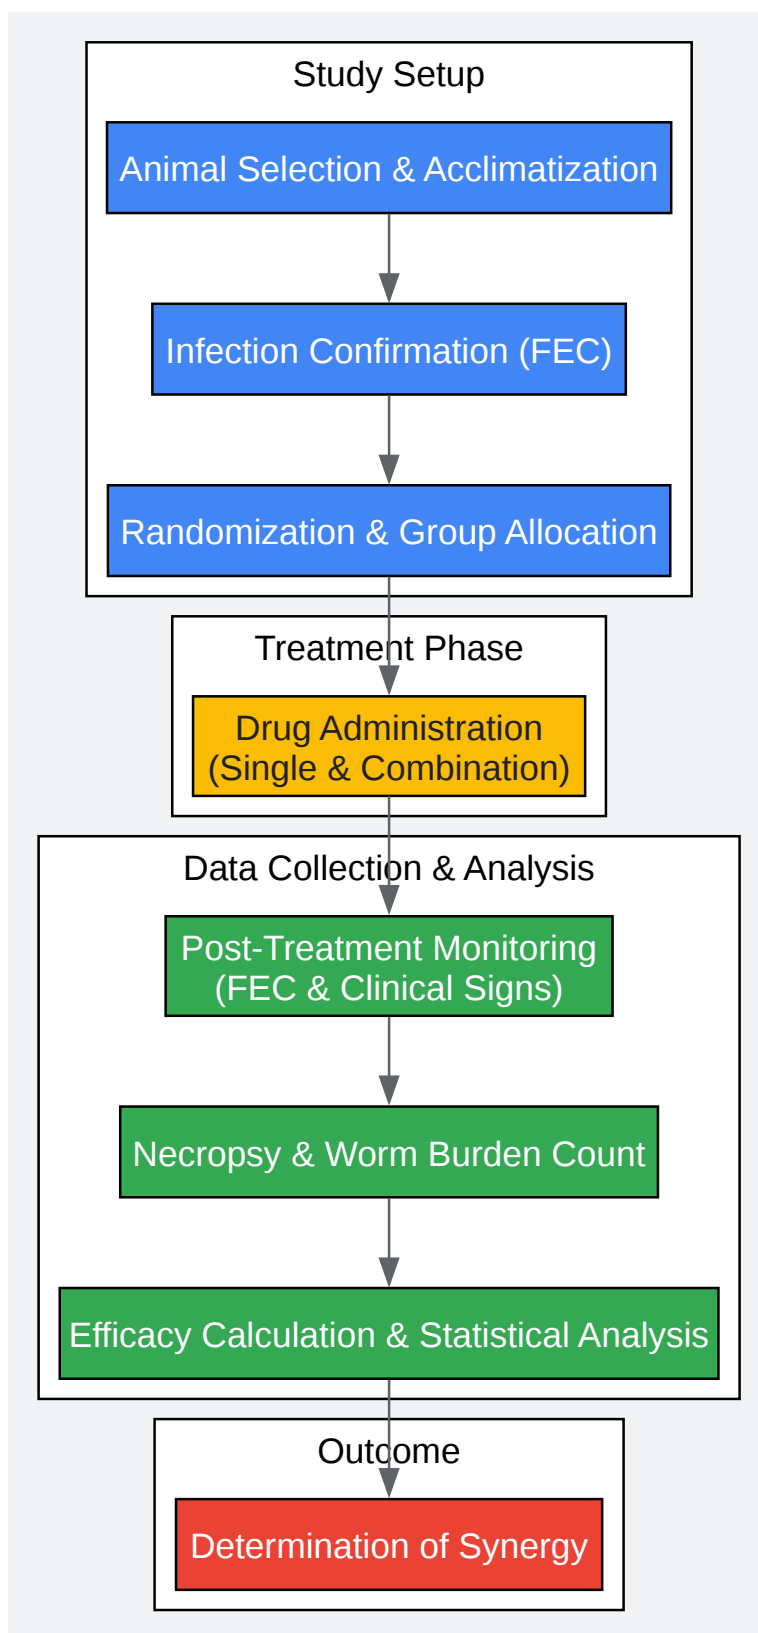 Study Setup
Animal Selection & Acclimatization
Infection Confirmation (FEC)
Randomization & Group Allocation
Treatment Phase
Drug Administration
(Single & Combination)
Data Collection & Analysis
Post-Treatment Monitoring
(FEC & Clinical Signs)
Necropsy & Worm Burden Count
Efficacy Calculation & Statistical Analysis
Outcome
Determination of Synergy